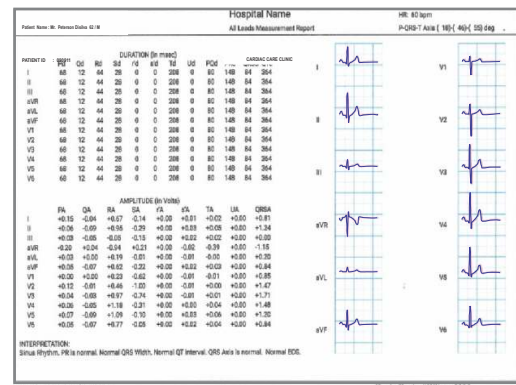 Hospital Name
HR: 60 bpm
Patient Name : Mr. Peterson
All Leads Measurement Report
P-QRS-T Axis ( 18)-( 46)-( 55) deg
DURATION (in masc)
PATIENT ID :
CARDIAC CARE CLINIC
Pd Qd Rd Sd r'd s'd Td Ud PQd
I 68 12 44 28 0 0 208 0 80 148 84 364
II 68 12 44 28 0 0 208 0 80 148 84 364
III 68 12 44 28 0 0 208 0 80 148 84 364
aVR 68 12 44 28 0 0 208 0 80 148 84 364
aVL 68 12 44 28 0 0 208 0 80 148 84 364
aVF 68 12 44 28 0 0 208 0 80 148 84 364
V1 68 12 44 28 0 0 208 0 80 148 84 364
V2 68 12 44 28 0 0 208 0 80 148 84 364
V3 68 12 44 28 0 0 208 0 80 148 84 364
V4 68 12 44 28 0 0 208 0 80 148 84 364
V5 68 12 44 28 0 0 208 0 80 148 84 364
V6 68 12 44 28 0 0 208 0 80 148 84 364
AMPLITUDE (in Volts)
PA QA RA SA r'A s'A TA UA QRSA
I +0.15 -0.04 +0.67 -0.14 +0.00 +0.01 +0.02 +0.00 +0.81
II +0.06 -0.09 +0.95 -0.29 +0.00 +0.03 +0.05 +0.00 +1.24
III +0.03 -0.05 -0.05 -0.15 +0.00 +0.02 +0.02 +0.00 +0.00
aVR -0.20 +0.04 -0.94 +0.21 +0.00 -0.02 -0.39 +0.00 -1.15
aVL +0.03 +0.00 +0.19 -0.01 +0.00 -0.01 -0.00 +0.00 +0.20
aVF +0.05 -0.07 +0.62 -0.22 +0.00 +0.02 +0.03 +0.00 +0.84
V1 +0.00 +0.00 +0.23 -0.62 +0.00 -0.01 -0.01 +0.00 +0.85
V2 +0.12 -0.01 +0.46 -1.00 +0.00 -0.01 +0.00 +0.00 +1.47
V3 +0.04 -0.03 +0.97 -0.74 +0.00 -0.01 +0.01 +0.00 +1.71
V4 +0.06 -0.05 +1.18 -0.31 +0.00 +0.00 +0.04 +0.00 +1.48
V5 +0.07 -0.09 +1.09 -0.10 +0.00 +0.03 +0.06 +0.00 +1.20
V5 +0.05 -0.07 +0.77 -0.05 +0.00 +0.02 +0.04 +0.00 +0.84
INTERPRETATION:
Sinus Rhythm, PR is normal. Normal QRS Width. Normal QT Interval. QRS Axis is normal. Normal EOS.
I V1
II V2
III V3
aVR V4
aVL V5
aVF V6